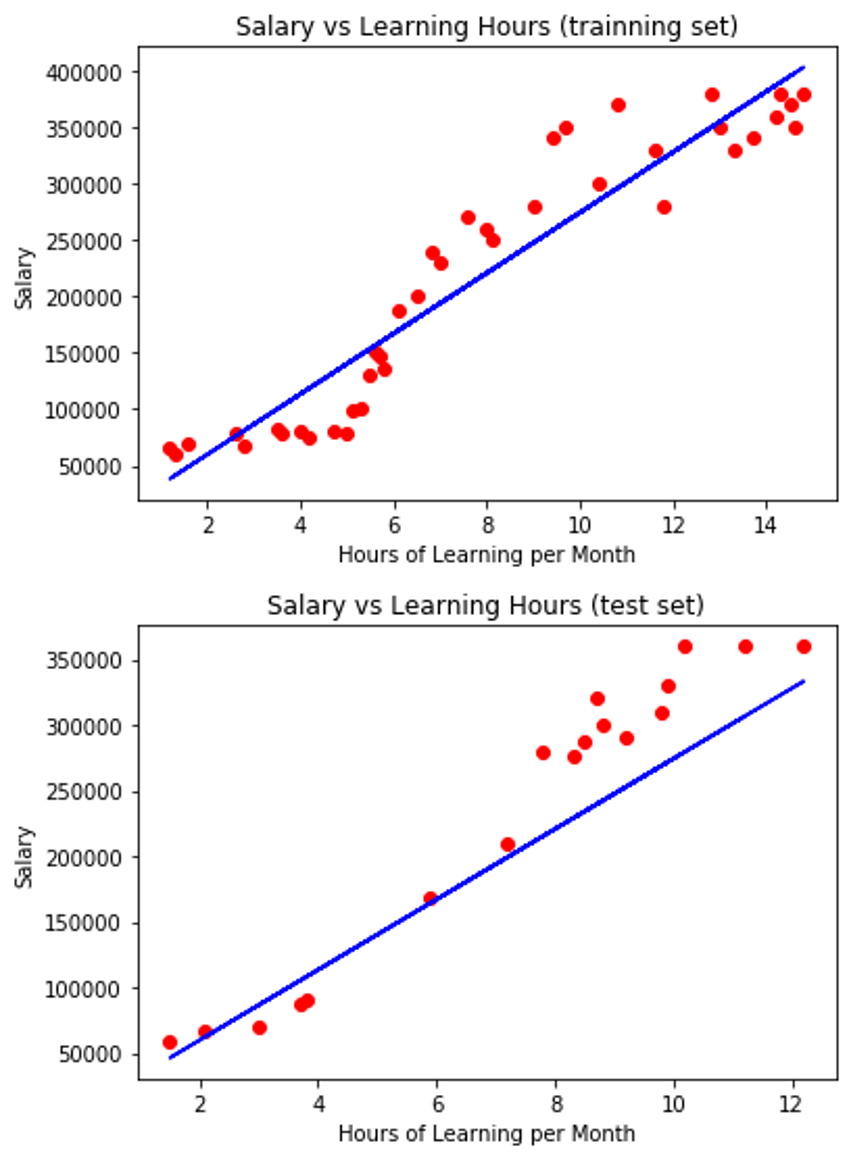 Salary vs Learning Hours (trainning set)
400000
350000
300000
250000
200000
150000
100000
50000
Salary
2 4 6 8 10 12 14
Hours of Learning per Month
Salary vs Learning Hours (test set)
350000
300000
250000
200000
150000
100000
50000
Salary
2 4 6 8 10 12
Hours of Learning per Month